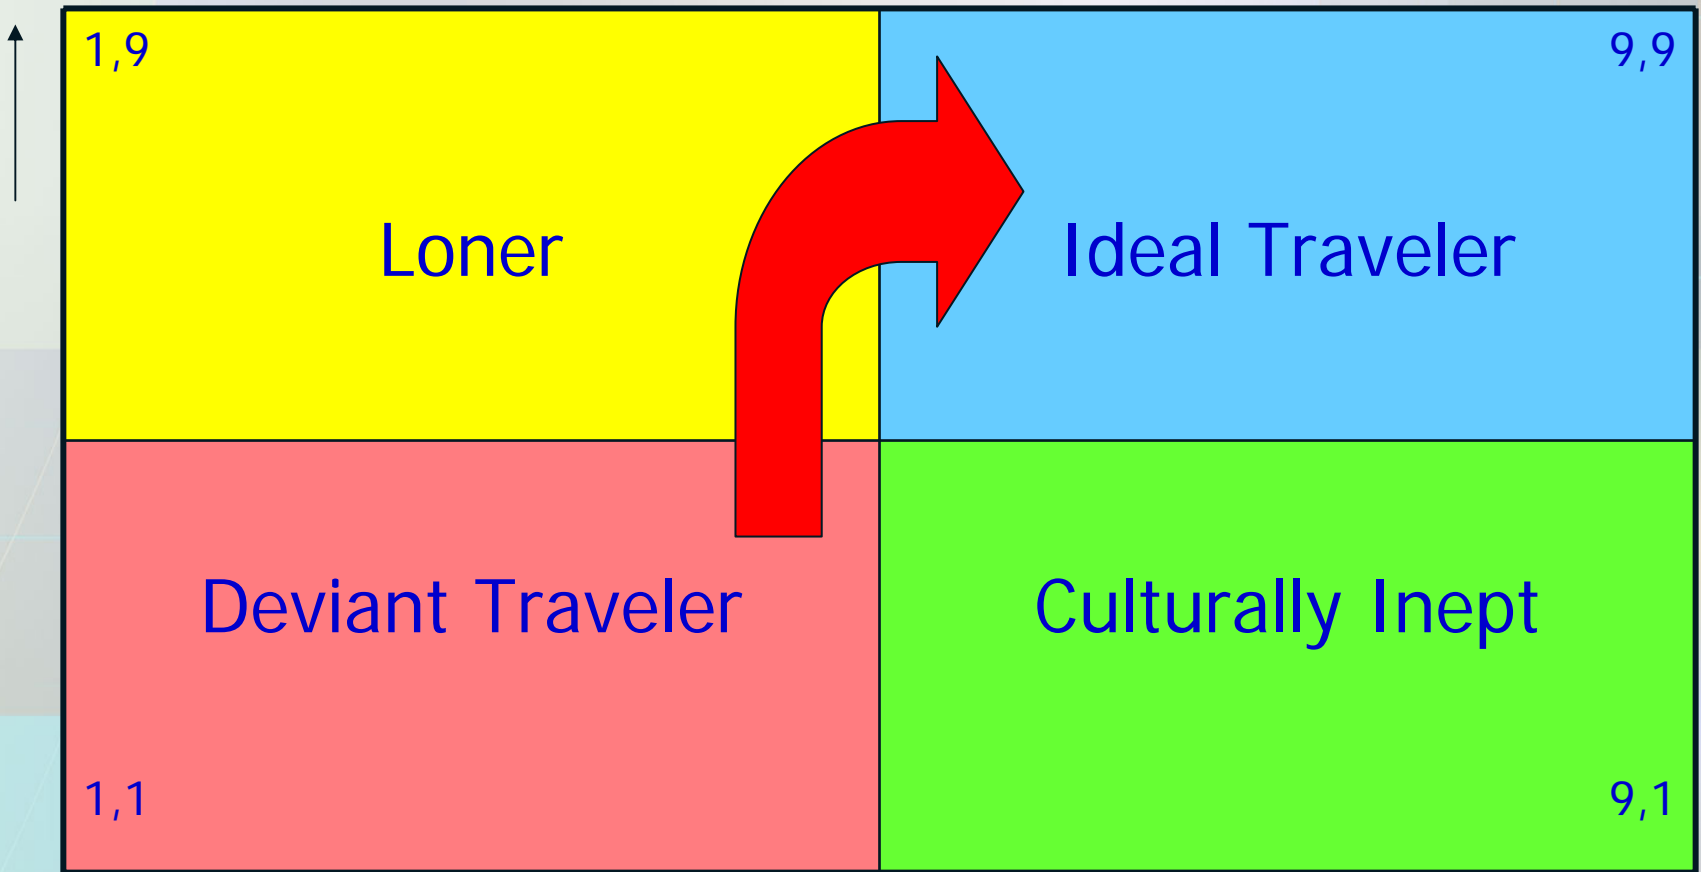 1,9
9,9
Loner
Ideal Traveler
Deviant Traveler
Culturally Inept
1,1
9,1